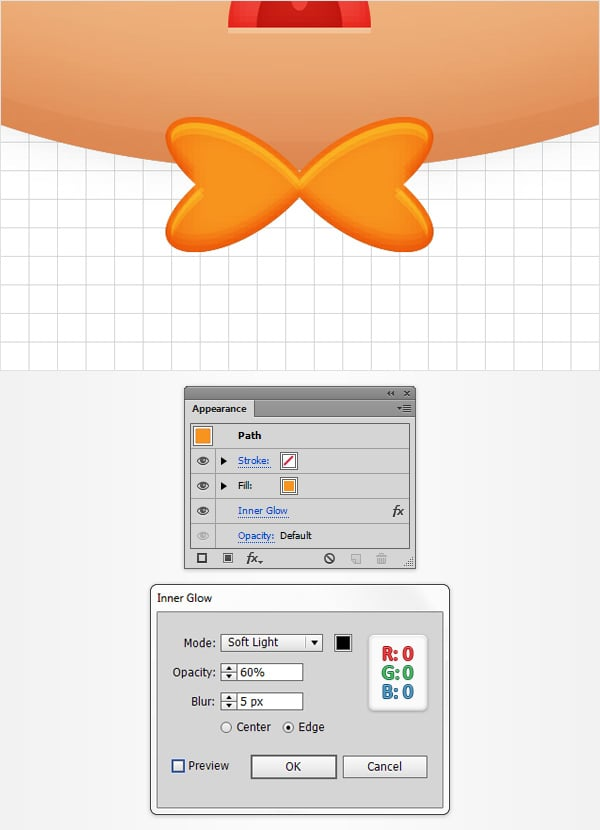 Appearance
Path
Stroke:
Fill:
Inner Glow fx
Opacity: Default
fx
Inner Glow
Mode: Soft Light
R: 0
G: 0
B: 0
Opacity: 60%
Blur: 5 px
Center Edge
Preview OK Cancel